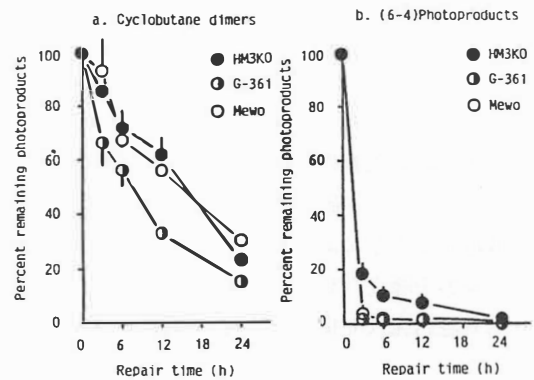 a. Cyclobutane dimers
Percent remaining photoproducts
100
80
60
40
20
0
HM3KO
G-361
Mewo
0 6 12 18 24
Repair time (h)
b. (6-4)Photoproducts
Percent remaining photoproducts
100
80
60
40
20
0
HM3KO
G-361
Mewo
0 6 12 18 24
Repair time (h)